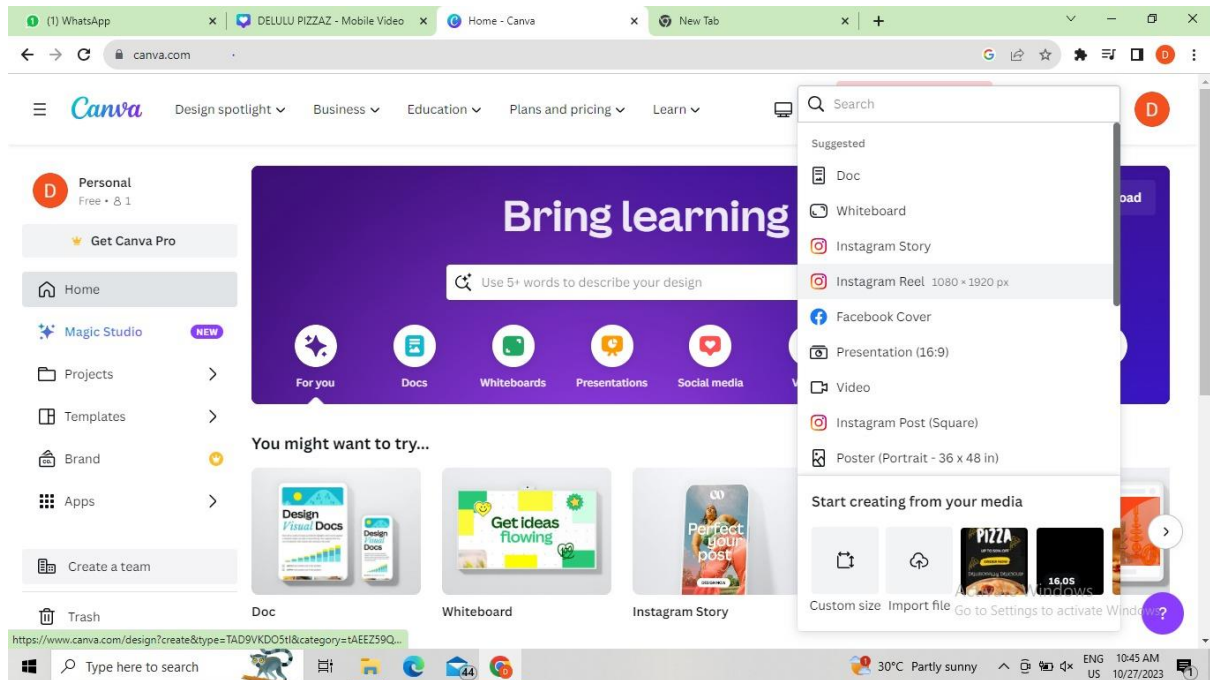 (1) WhatsApp
DELULU PIZZAZ - Mobile Video
Home - Canva
New Tab
canva.com
D
Canva
Design spotlight
Business
Education
Plans and pricing
Learn
D
D
Personal
Free • 1
Get Canva Pro
Home
Magic Studio NEW
Projects
Templates
Brand
Apps
Create a team
Trash
Bring learning
Use 5+ words to describe your design
For you
Docs
Whiteboards
Presentations
Social media
You might want to try...
Design
Visual Docs
Design
Visual
Docs
Get ideas
flowing
Perfect
your
post
Doc
Whiteboard
Instagram Story
Search
Suggested
Doc
Whiteboard
Instagram Story
Instagram Reel 1080 × 1920 px
Facebook Cover
Presentation (16:9)
Video
Instagram Post (Square)
Poster (Portrait - 36 x 48 in)
Start creating from your media
PIZZA
16.0S
Custom size
Import file
Activate Windows
Go to Settings to activate Windows.
?
https://www.canva.com/design?create&type=TAD9VKDO5tI&category=tAEEZ59Q...
Type here to search
44
30°C Partly sunny
ENG
US
10:45 AM
10/27/2023
1